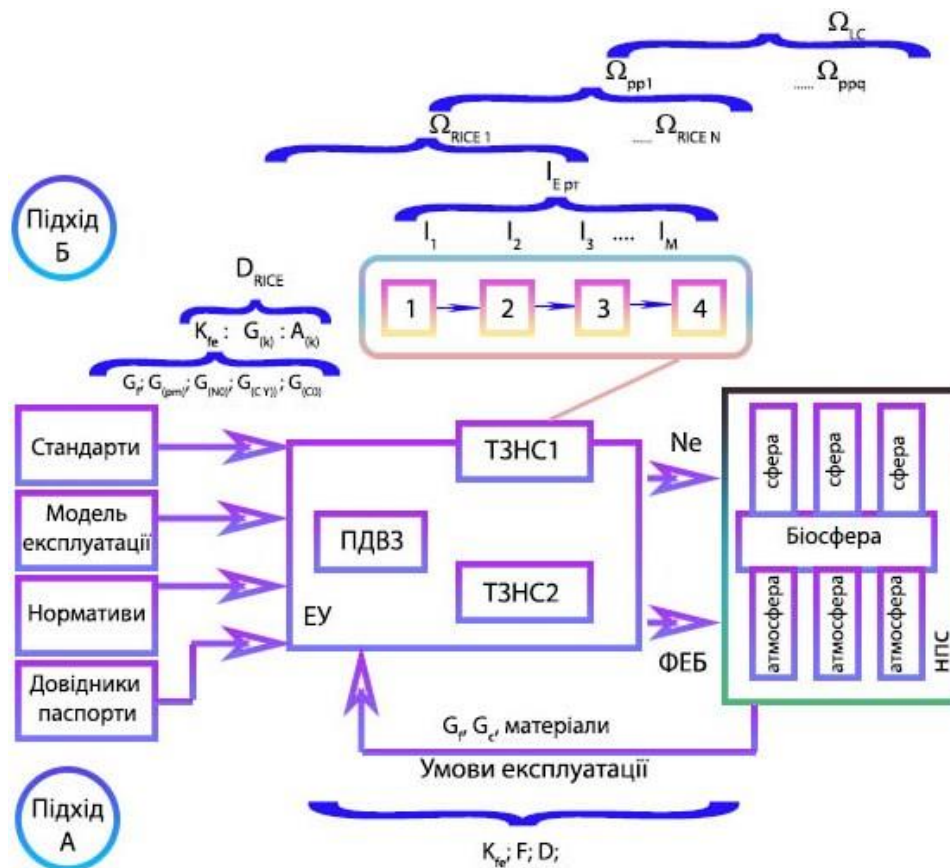 Ω_LC
Ω_pp1 ..... Ω_ppq
Ω_RICE 1 ..... Ω_RICE N
I_E рт
I_1 I_2 I_3 .... I_M
Підхід
Б
D_RICE
1 2 3 4
K_fe : G_(k) : A_(k)
G_f; G_(pm); G_(NO); G_(CY)); G_(CO)
Стандарти
Модель
експлуатації
Нормативи
Довідники
паспорти
ТЗНС1
ПДВЗ
ТЗНС2
ЕУ
Ne
ФЕБ
сфера
сфера
сфера
Біосфера
атмосфера
атмосфера
атмосфера
НПС
G_f, G_c, матеріали
Умови експлуатації
Підхід
А
K_fe; F; D;